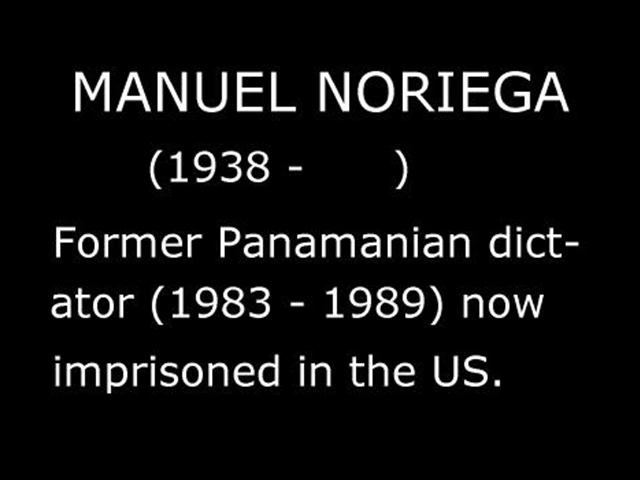 MANUEL NORIEGA
(1938 -      )
Former Panamanian dict-
ator (1983 - 1989) now
imprisoned in the US.